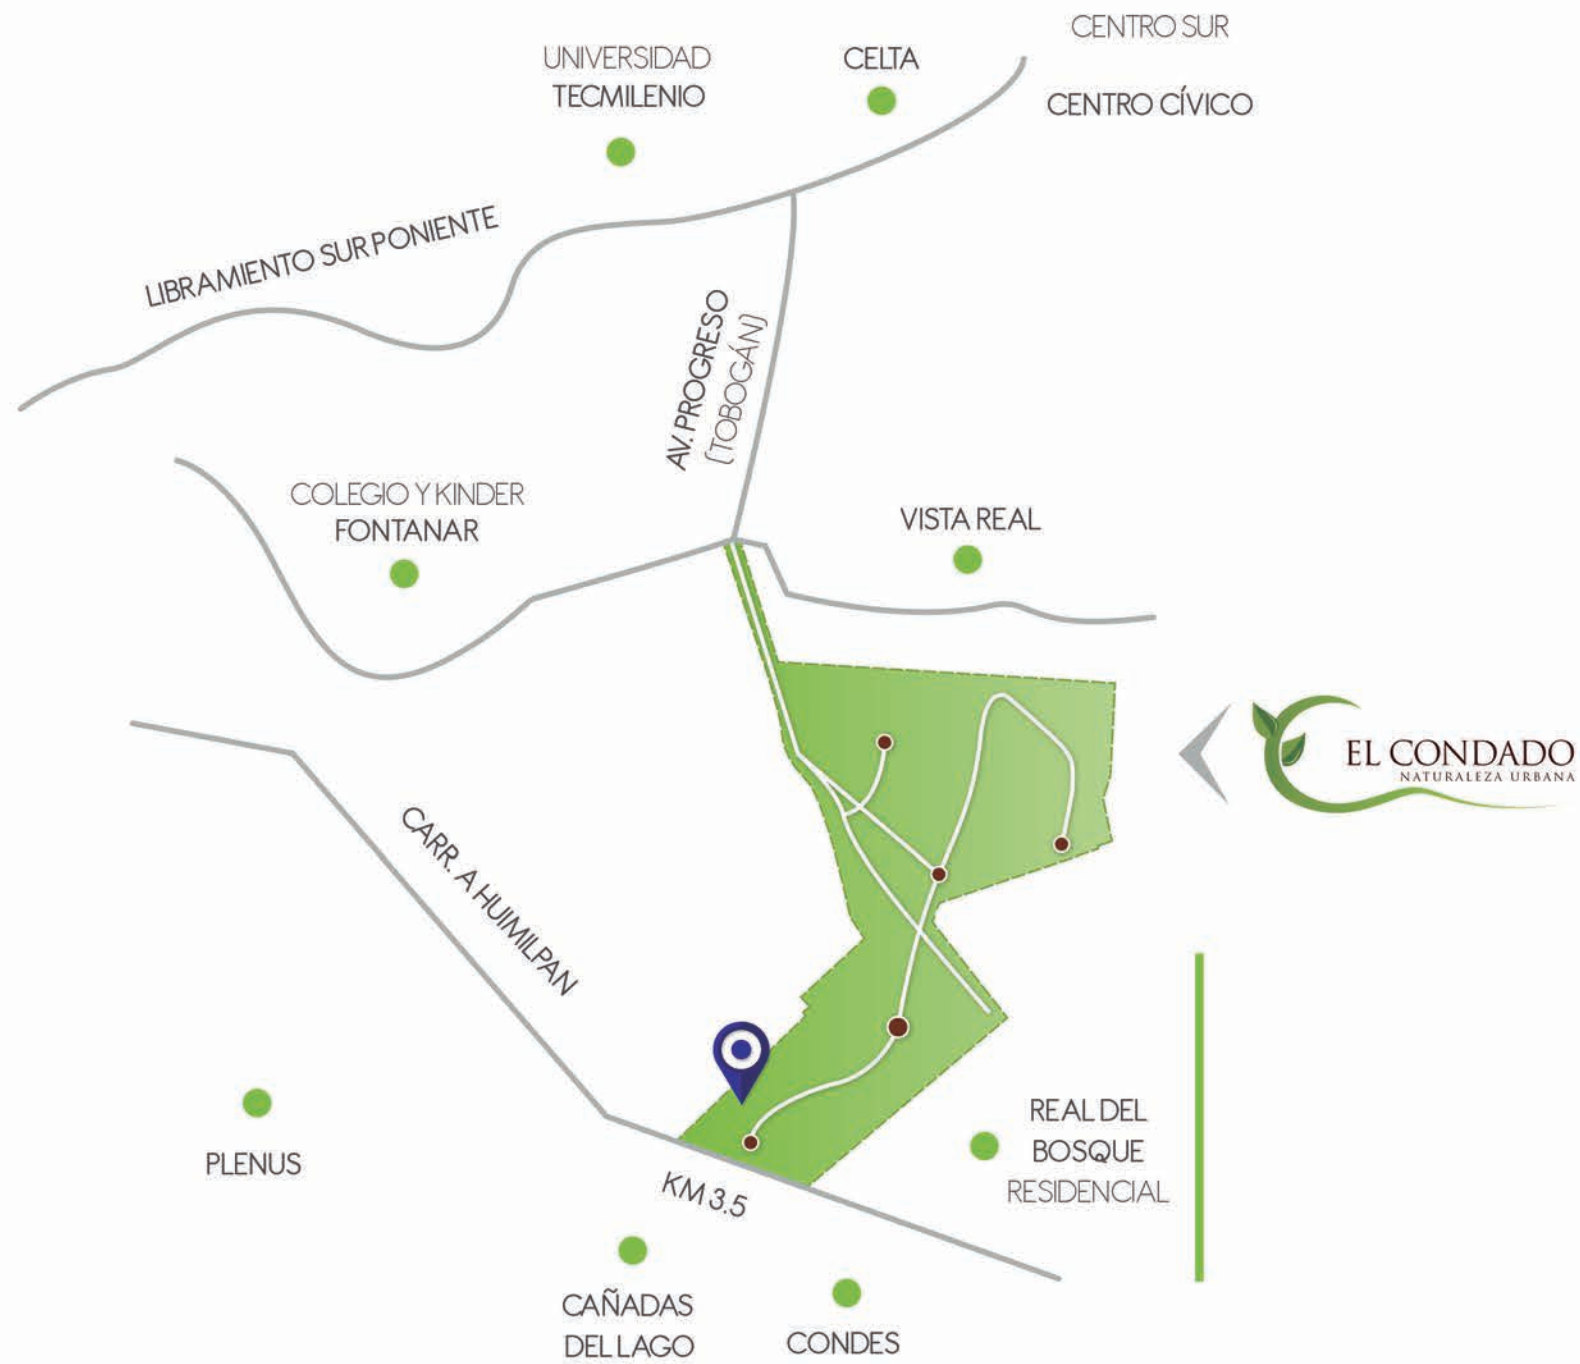 CENTRO SUR
UNIVERSIDAD
TECMILENIO
CELTA
CENTRO CÍVICO
LIBRAMIENTO SUR PONIENTE
AV. PROGRESO
(TOBOGÁN)
COLEGIO Y KINDER
FONTANAR
VISTA REAL
EL CONDADO
NATURALEZA URBANA
CARR. A HUIMILPAN
PLENUS
KM 3.5
REAL DEL
BOSQUE
RESIDENCIAL
CAÑADAS
DEL LAGO
CONDES